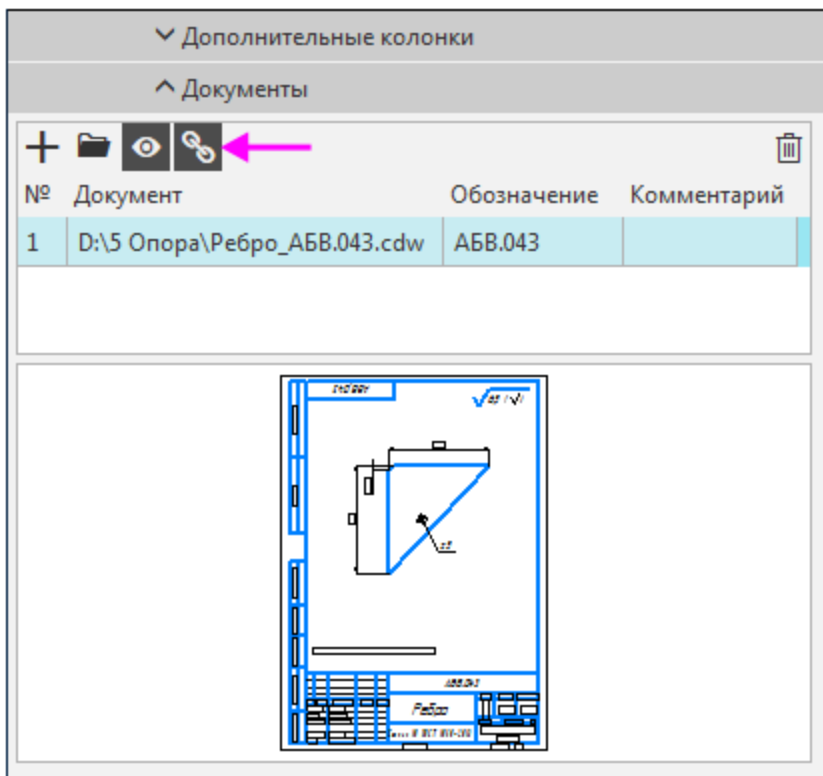 Дополнительные колонки
Документы
№ Документ Обозначение Комментарий
1 D:\5 Опора\Ребро_АБВ.043.cdw АБВ.043
АБВ.043
Ребро